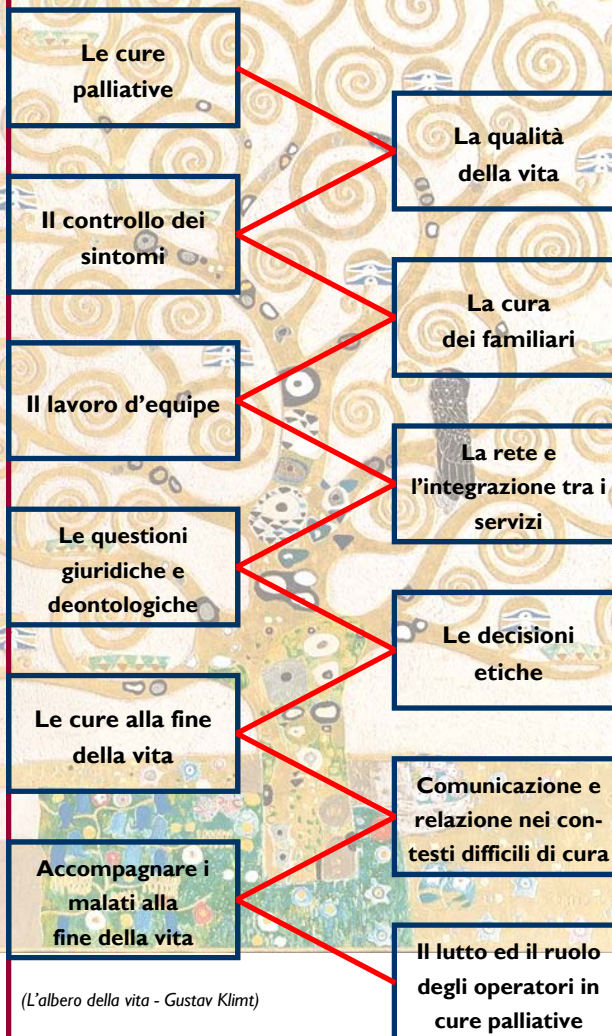 Le cure
palliative
La qualità
della vita
Il controllo dei
sintomi
La cura
dei familiari
Il lavoro d'equipe
La rete e
l'integrazione tra i
servizi
Le questioni
giuridiche e
deontologiche
Le decisioni
etiche
Le cure alla fine
della vita
Comunicazione e
relazione nei con-
testi difficili di cura
Accompagnare i
malati alla
fine della vita
Il lutto ed il ruolo
degli operatori in
cure palliative
(L'albero della vita - Gustav Klimt)